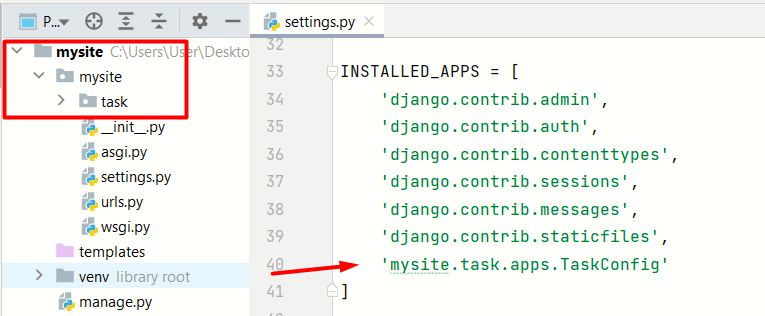 P...
settings.py
mysite C:\Users\User\Deskto
mysite
task
__init__.py
asgi.py
settings.py
urls.py
wsgi.py
templates
venv library root
manage.py
32
33 INSTALLED_APPS = [
34 'django.contrib.admin',
35 'django.contrib.auth',
36 'django.contrib.contenttypes',
37 'django.contrib.sessions',
38 'django.contrib.messages',
39 'django.contrib.staticfiles',
40 'mysite.task.apps.TaskConfig'
41 ]